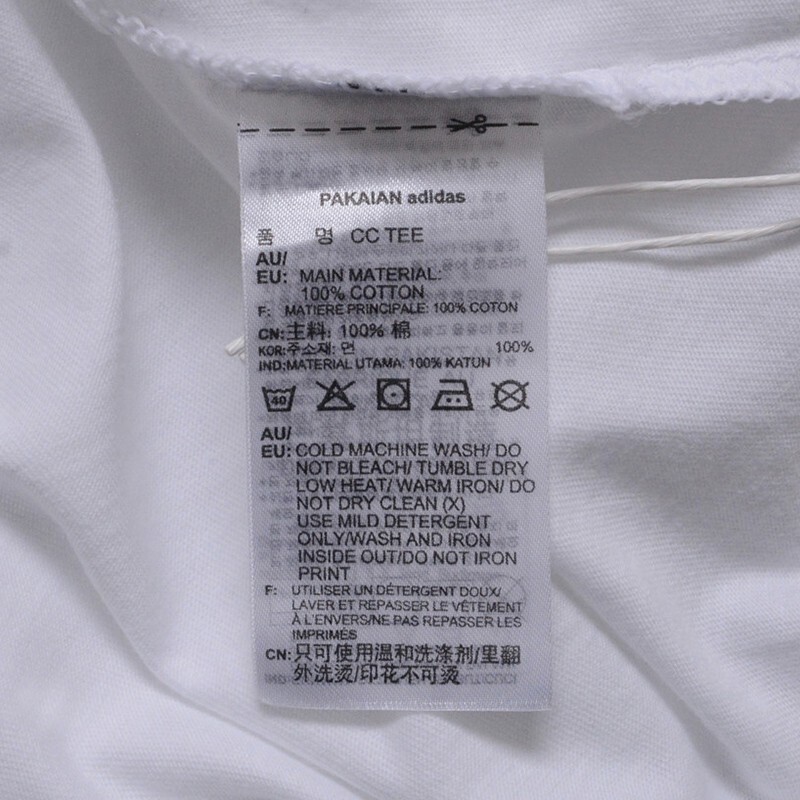 PAKAIAN adidas
품 명 CC TEE
AU/
EU: MAIN MATERIAL:
100% COTTON
F: MATIERE PRINCIPALE: 100% COTON
CN:主料: 100% 棉
KOR:주소재: 면 100%
IND:MATERIAL UTAMA: 100% KATUN
40
AU/
EU: COLD MACHINE WASH/ DO
NOT BLEACH/ TUMBLE DRY
LOW HEAT/ WARM IRON/ DO
NOT DRY CLEAN (X)
USE MILD DETERGENT
ONLY/WASH AND IRON
INSIDE OUT/DO NOT IRON
PRINT
F: UTILISER UN DÉTERGENT DOUX/
LAVER ET REPASSER LE VÊTEMENT
À L'ENVERS/NE PAS REPASSER LES
IMPRIMÉS
CN:只可使用温和洗涤剂/里翻
外洗烫/印花不可烫